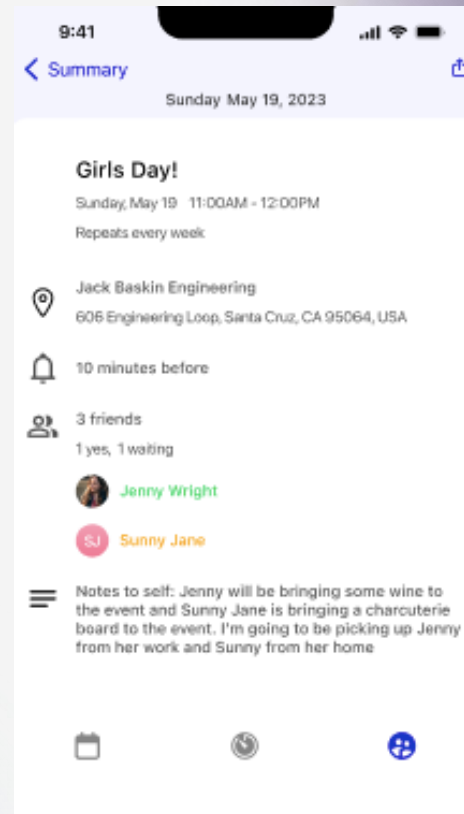 9:41
Summary
Sunday May 19, 2023
Girls Day!
Sunday, May 19 11:00AM - 12:00PM
Repeats every week
Jack Baskin Engineering
606 Engineering Loop, Santa Cruz, CA 95064, USA
10 minutes before
3 friends
1 yes, 1 waiting
Jenny Wright
SJ Sunny Jane
Notes to self: Jenny will be bringing some wine to
the event and Sunny Jane is bringing a charcuterie
board to the event. I'm going to be picking up Jenny
from her work and Sunny from her home